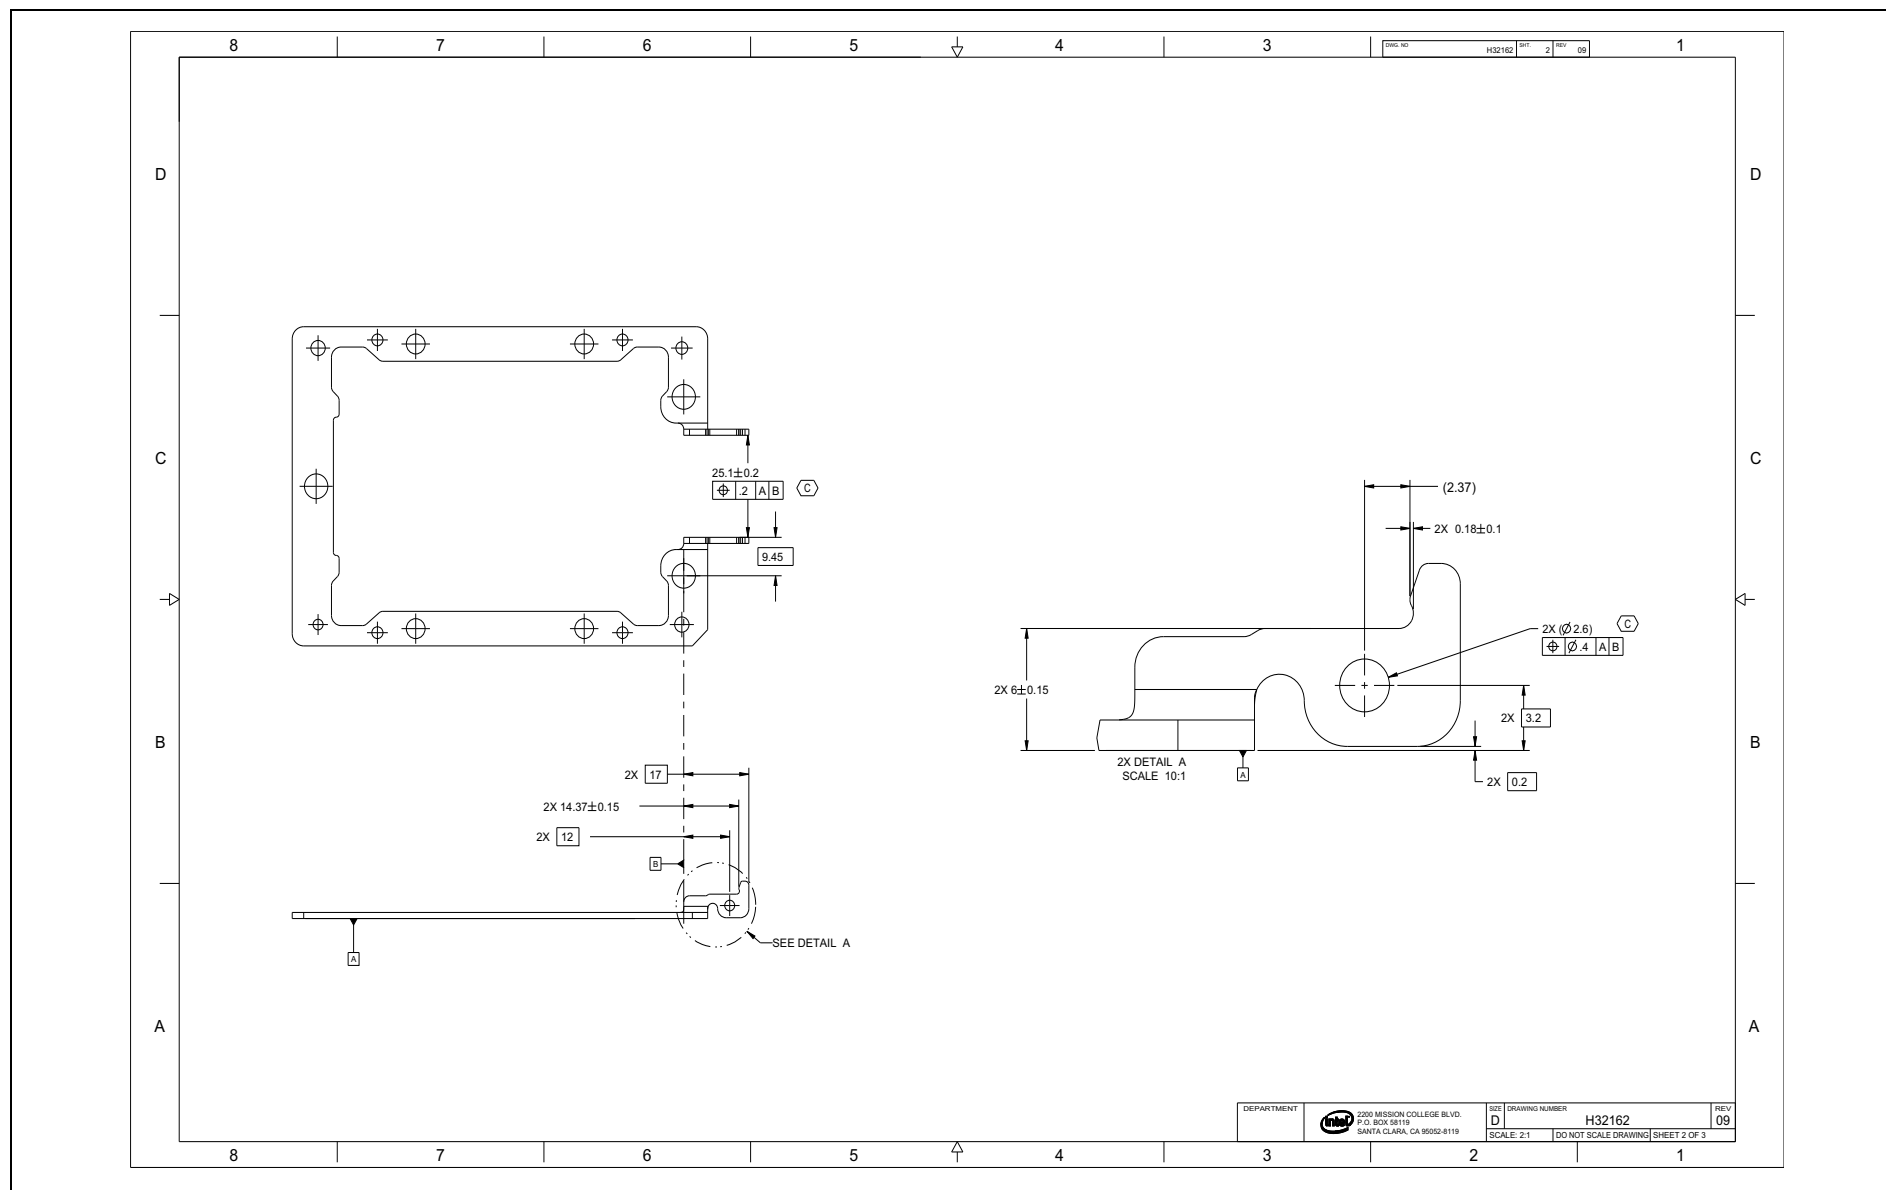 8 7 6 5 4 3 1
DWG. NO H32162 SHT. 2 REV 09
D D
25.1±0.2
.2 A B C
C C
9.45
(2.37)
2X 0.18±0.1
2X (Ø2.6) C
Ø.4 A B
2X 6±0.15
2X 3.2
B B
2X DETAIL A
SCALE 10:1
A
2X 0.2
2X 17
2X 14.37±0.15
2X 12
B
SEE DETAIL A
A
A A
DEPARTMENT
intel
2200 MISSION COLLEGE BLVD.
P.O. BOX 58119
SANTA CLARA, CA 95052-8119
SIZE D DRAWING NUMBER H32162 REV 09
SCALE: 2:1 DO NOT SCALE DRAWING SHEET 2 OF 3
8 7 6 5 4 3 2 1